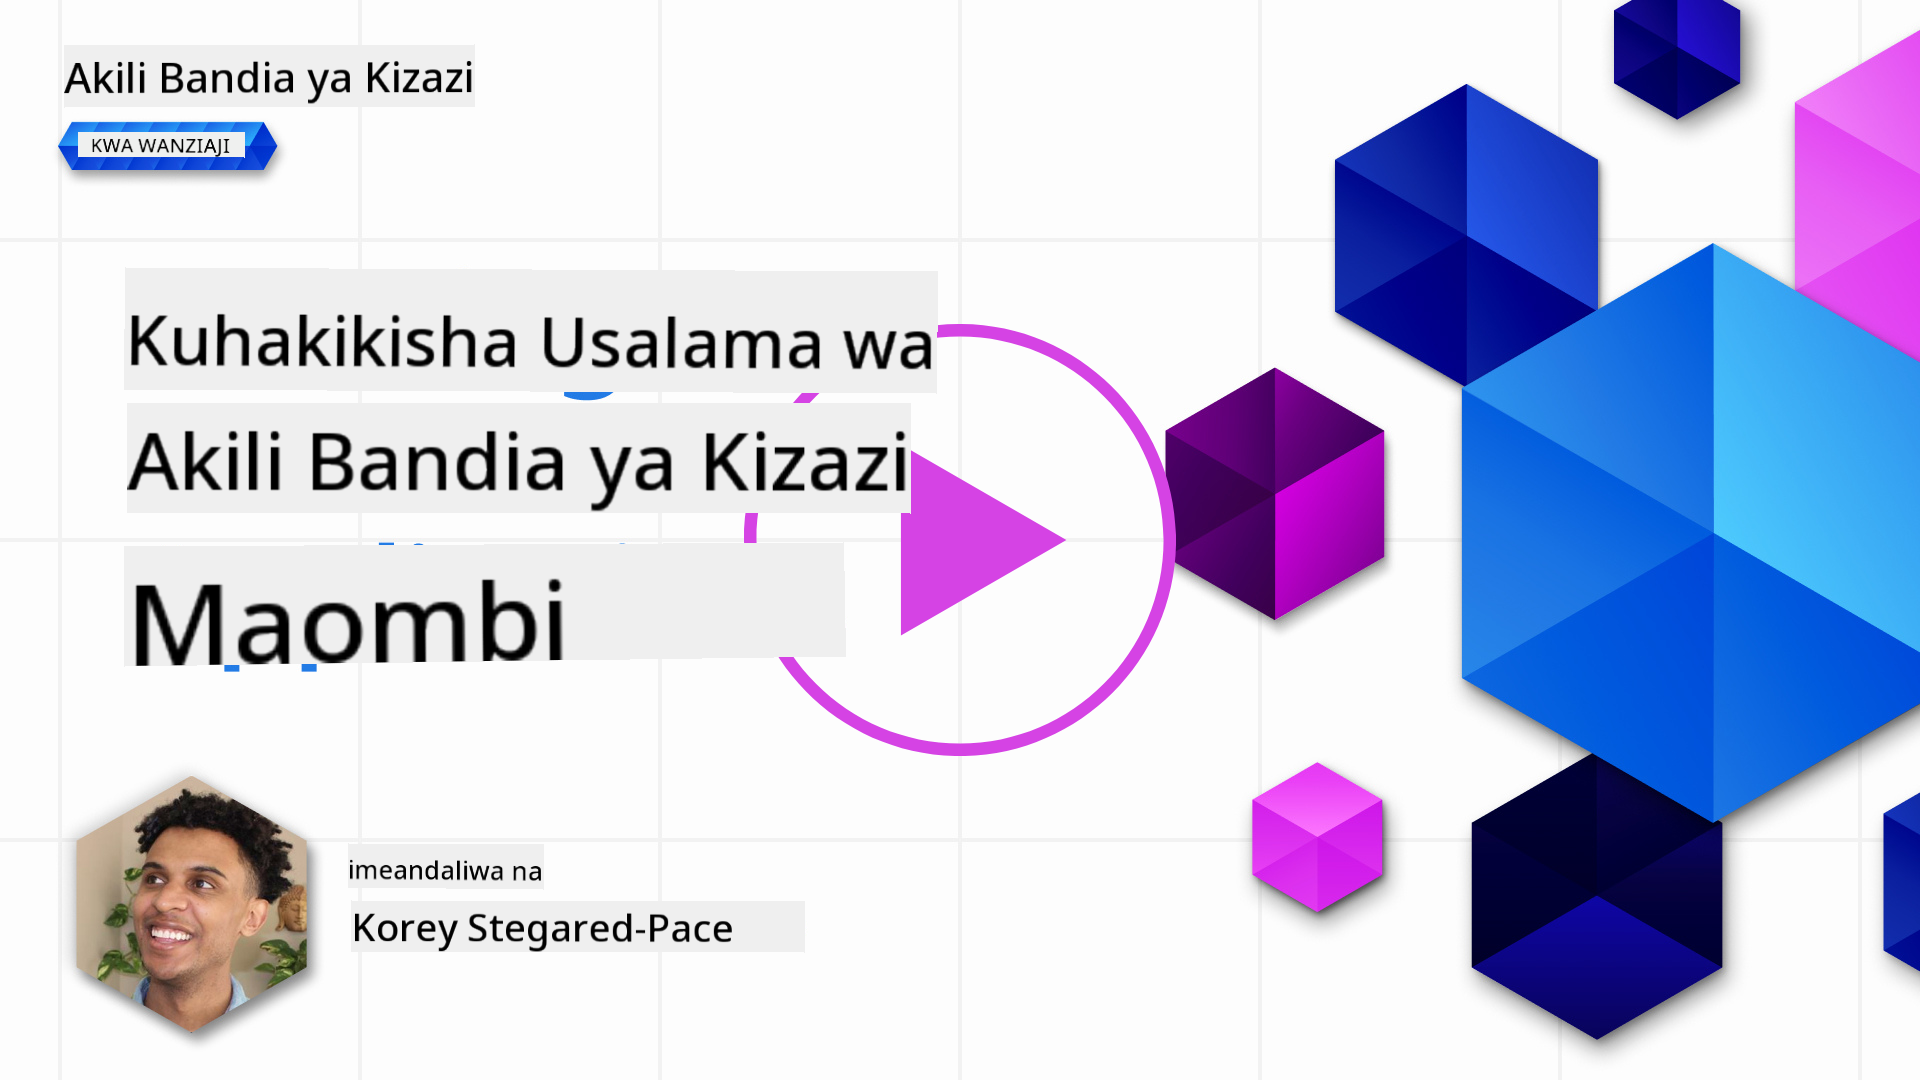 Akili Bandia ya Kizazi
KWA WANZIAJI
Kuhakikisha Usalama wa
Akili Bandia ya Kizazi
Maombi
imeandaliwa na
Korey Stegared-Pace